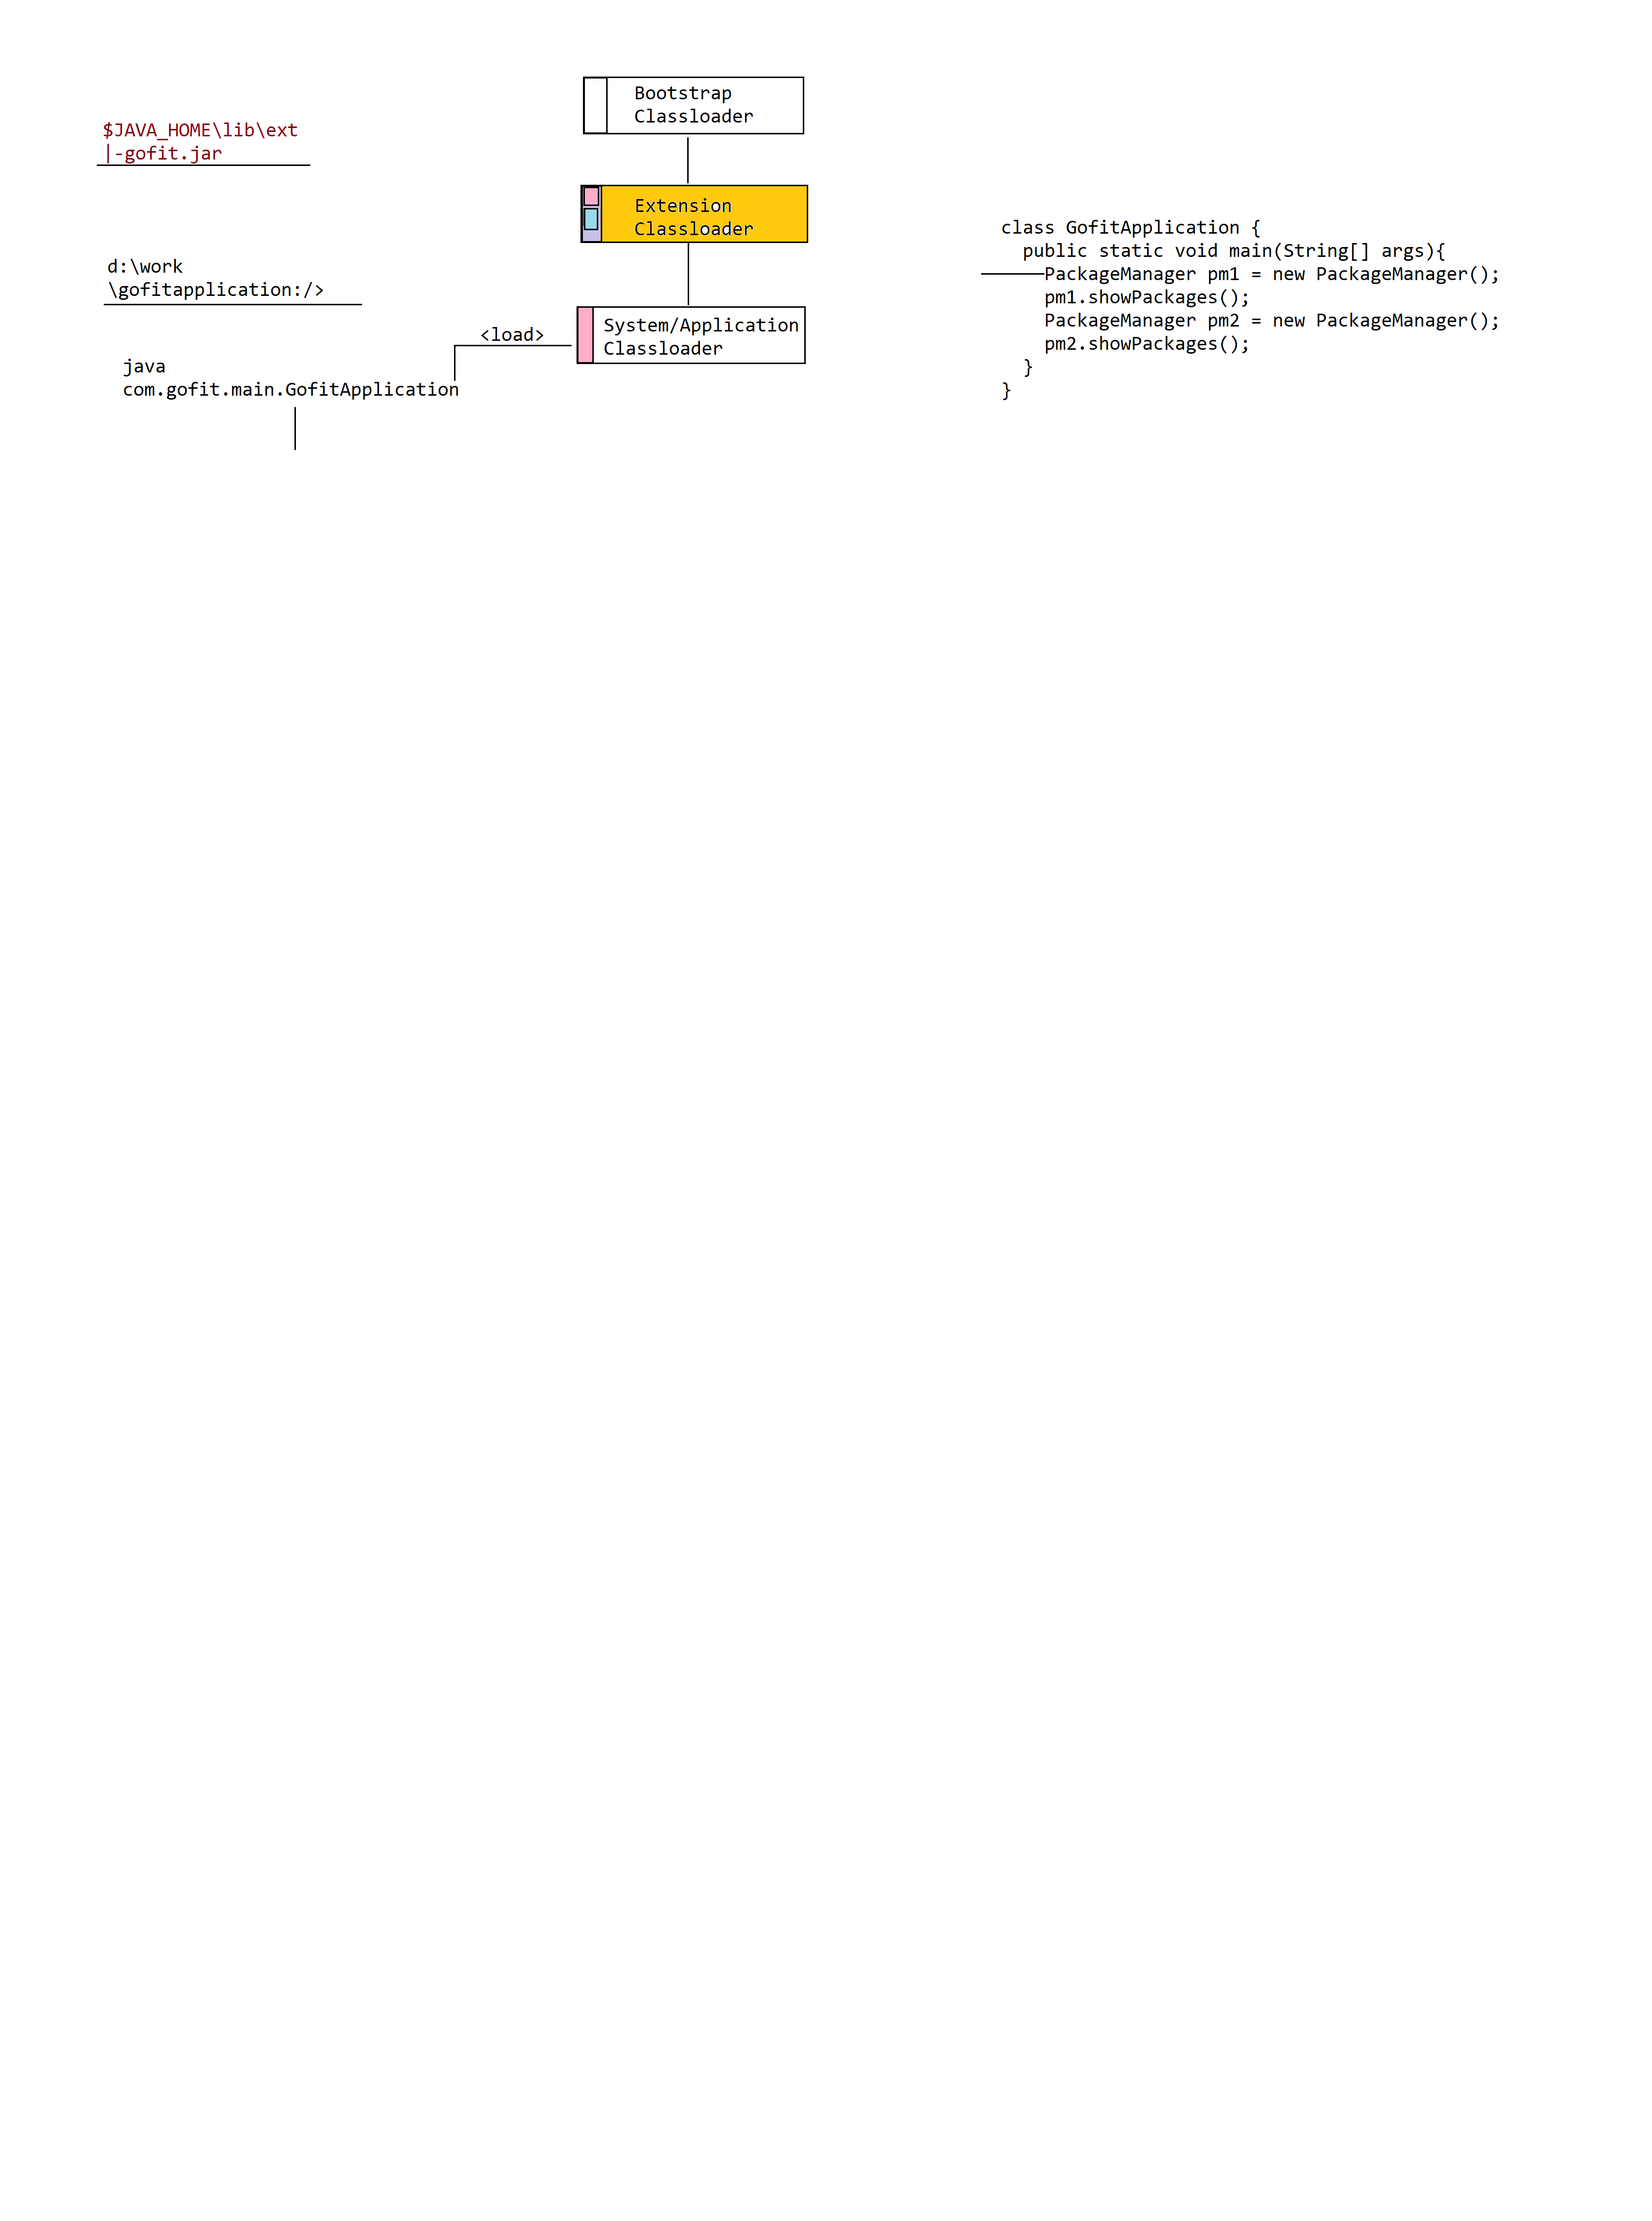 Bootstrap
Classloader
$JAVA_HOME\lib\ext
|-gofit.jar
Extension
Classloader
d:\work
\gofitapplication:/>
<load>
System/Application
Classloader
java
com.gofit.main.GofitApplication
class GofitApplication {
  public static void main(String[] args){
    PackageManager pm1 = new PackageManager();
    pm1.showPackages();
    PackageManager pm2 = new PackageManager();
    pm2.showPackages();
  }
}